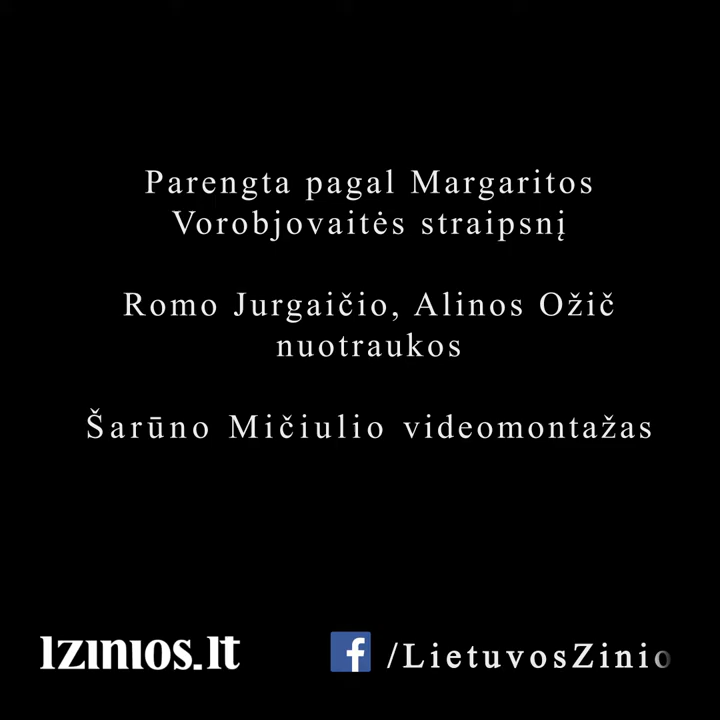 Parengta pagal Margaritos
Vorobjovaitės straipsnį
Romo Jurgaičio, Alinos Ožič
nuotraukos
Šarūno Mičiulio videomontažas
lzinios.lt
/LietuvosZinio